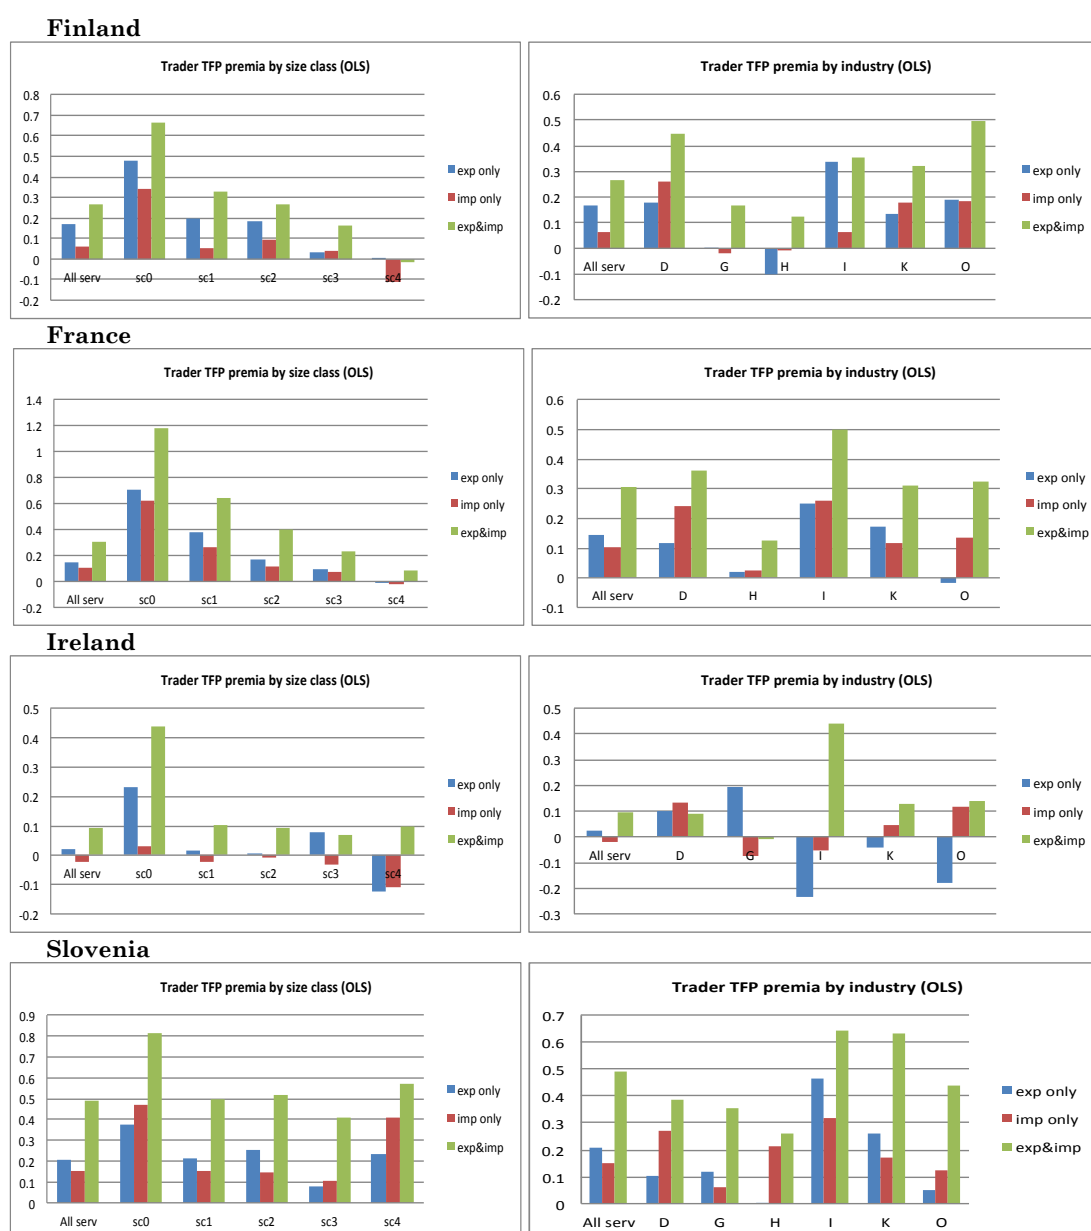 Finland
Trader TFP premia by size class (OLS)
0.8
0.7
0.6
0.5
0.4
0.3
0.2
0.1
0
-0.1
-0.2
All serv sc0 sc1 sc2 sc3 sc4
exp only
imp only
exp&imp
Trader TFP premia by industry (OLS)
0.6
0.5
0.4
0.3
0.2
0.1
0
-0.1
-0.2
All serv D G H I K O
exp only
imp only
exp&imp
France
Trader TFP premia by size class (OLS)
1.4
1.2
1
0.8
0.6
0.4
0.2
0
-0.2
All serv sc0 sc1 sc2 sc3 sc4
exp only
imp only
exp&imp
Trader TFP premia by industry (OLS)
0.6
0.5
0.4
0.3
0.2
0.1
0
-0.1
All serv D H I K O
exp only
imp only
exp&imp
Ireland
Trader TFP premia by size class (OLS)
0.5
0.4
0.3
0.2
0.1
0
-0.1
-0.2
All serv sc0 sc1 sc2 sc3 sc4
exp only
imp only
exp&imp
Trader TFP premia by industry (OLS)
0.5
0.4
0.3
0.2
0.1
0
-0.1
-0.2
-0.3
All serv D G I K O
exp only
imp only
exp&imp
Slovenia
Trader TFP premia by size class (OLS)
0.9
0.8
0.7
0.6
0.5
0.4
0.3
0.2
0.1
0
All serv sc0 sc1 sc2 sc3 sc4
exp only
imp only
exp&imp
Trader TFP premia by industry (OLS)
0.7
0.6
0.5
0.4
0.3
0.2
0.1
0
All serv D G H I K O
exp only
imp only
exp&imp